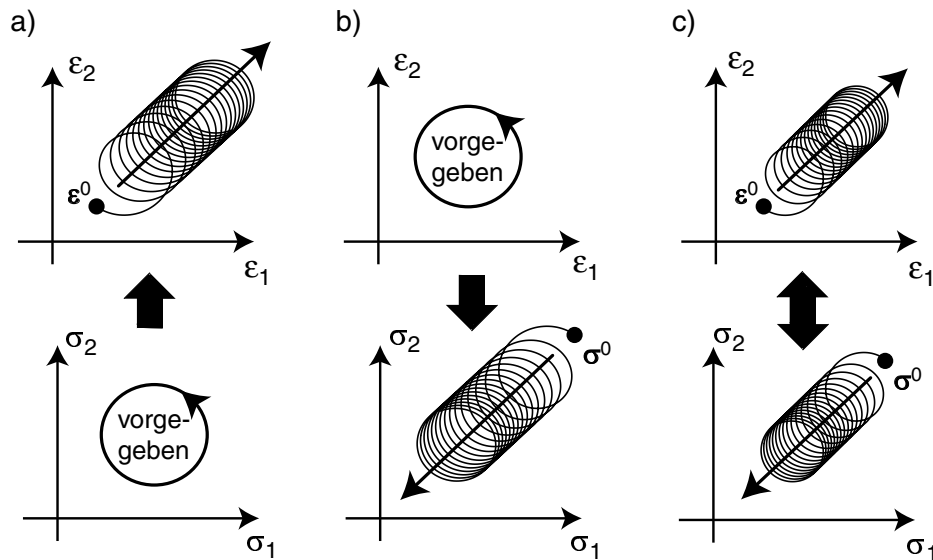 a) b) c)
ε₂ ε₂ ε₂
vorge-
geben
ε⁰ ε⁰
ε₁ ε₁ ε₁
σ₂ σ₂ σ₂
σ⁰ σ⁰
vorge-
geben
σ₁ σ₁ σ₁